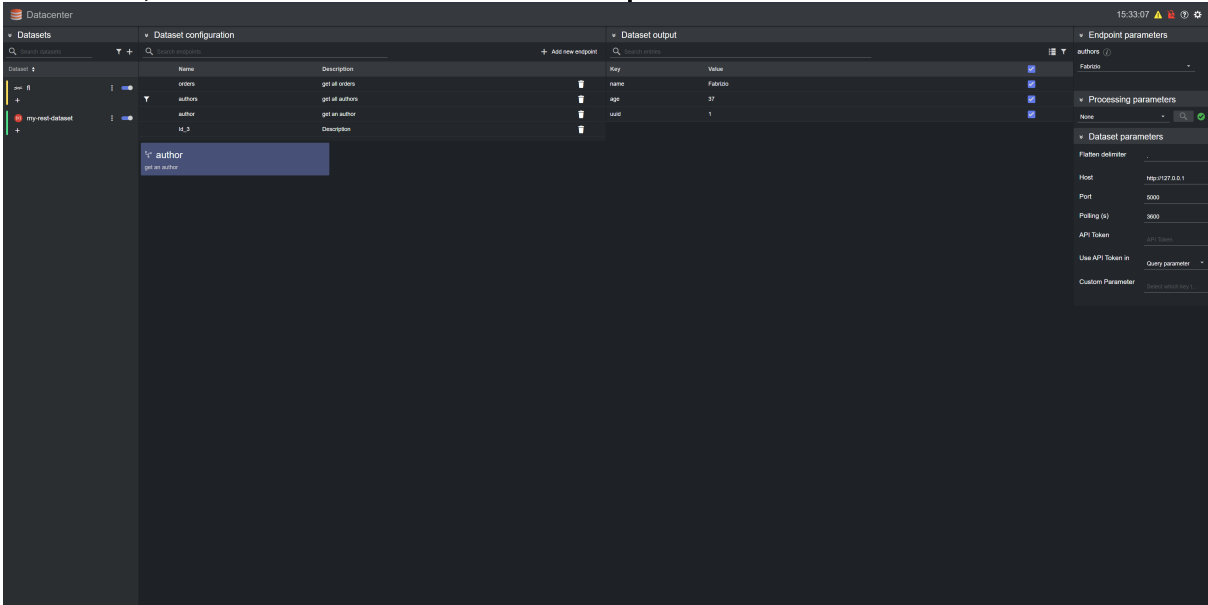 Datacenter
15:33:07
Datasets
Search datasets
Dataset
fl
my-rest-dataset
Dataset configuration
Search endpoints
Add new endpoint
Name Description
orders get all orders
authors get all authors
author get an author
Id_3 Description
author
get an author
Dataset output
Search entries
Key Value
name Fabrizio
age 37
uuid 1
Endpoint parameters
authors
Fabrizio
Processing parameters
None
Dataset parameters
Flatten delimiter .
Host http://127.0.0.1
Port 5000
Polling (s) 3600
API Token API Token
Use API Token in Query parameter
Custom Parameter Select which key t...